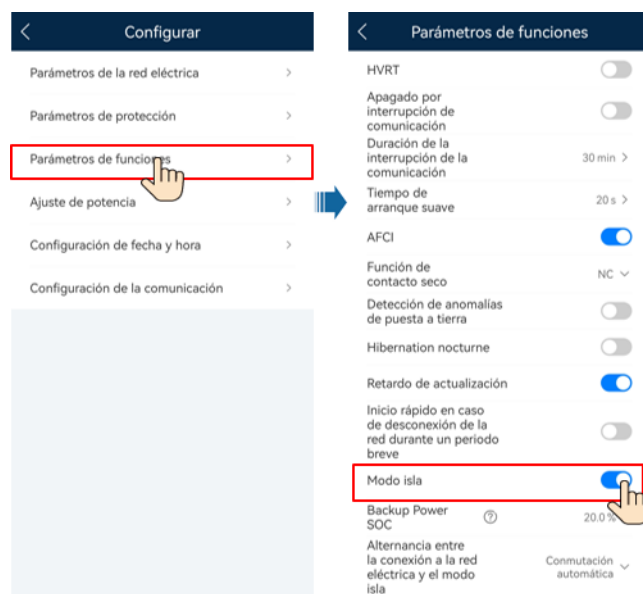 Configurar
Parámetros de la red eléctrica
Parámetros de protección
Parámetros de funciones
Ajuste de potencia
Configuración de fecha y hora
Configuración de la comunicación
Parámetros de funciones
HVRT
Apagado por
interrupción de
comunicación
Duración de la
interrupción de la
comunicación
30 min
Tiempo de
arranque suave
20 s
AFCI
Función de
contacto seco
NC
Detección de anomalías
de puesta a tierra
Hibernation nocturne
Retardo de actualización
Inicio rápido en caso
de desconexión de la
red durante un periodo
breve
Modo isla
Backup Power
SOC
20.0 %
Alternancia entre
la conexión a la red
eléctrica y el modo
isla
Conmutación
automática